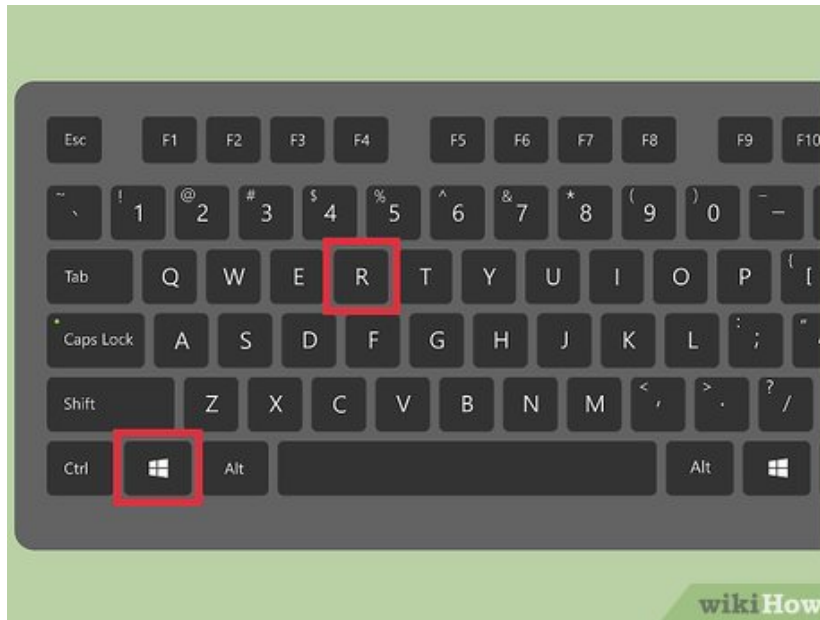 Esc F1 F2 F3 F4 F5 F6 F7 F8 F9 F10
~ ` ! 1 @ 2 # 3 $ 4 % 5 ^ 6 & 7 * 8 ( 9 ) 0 _ –
Tab Q W E R T Y U I O P { [
Caps Lock A S D F G H J K L : ; "
Shift Z X C V B N M < , > . ? /
Ctrl Alt Alt
wikiHow